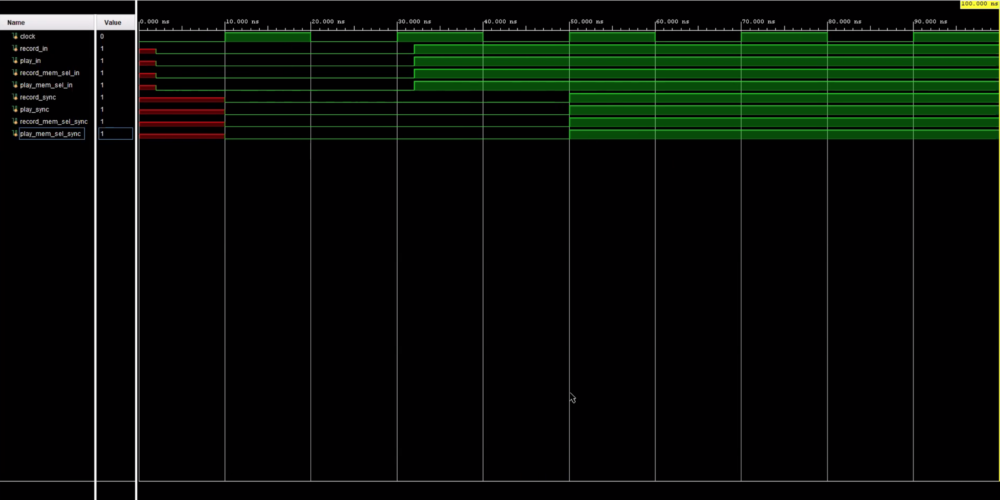 100.000 ns
Name Value
0.000 ns 10.000 ns 20.000 ns 30.000 ns 40.000 ns 50.000 ns 60.000 ns 70.000 ns 80.000 ns 90.000 ns
clock 0
record_in 1
play_in 1
record_mem_sel_in 1
play_mem_sel_in 1
record_sync 1
play_sync 1
record_mem_sel_sync 1
play_mem_sel_sync 1